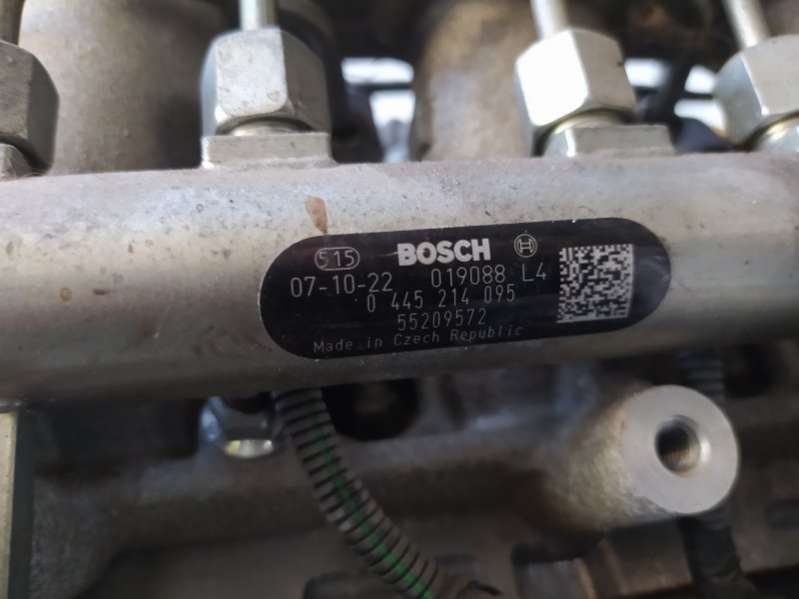 515 BOSCH
07-10-22 019088 L4
0 445 214 095
55209572
Made in Czech Republic